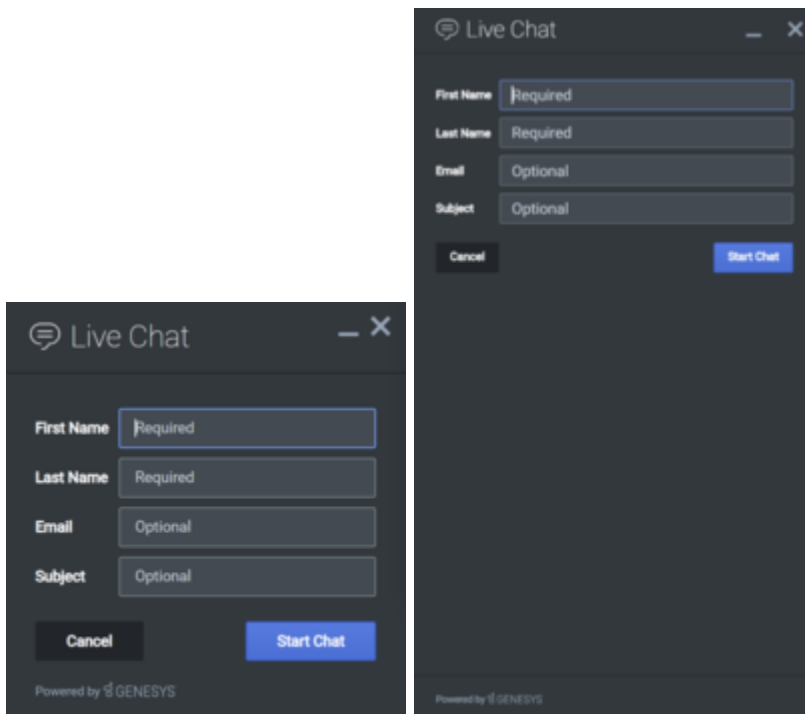 Live Chat
First Name Required
Last Name Required
Email Optional
Subject Optional
Cancel Start Chat
Powered by GENESYS
Live Chat
First Name Required
Last Name Required
Email Optional
Subject Optional
Cancel Start Chat
Powered by GENESYS